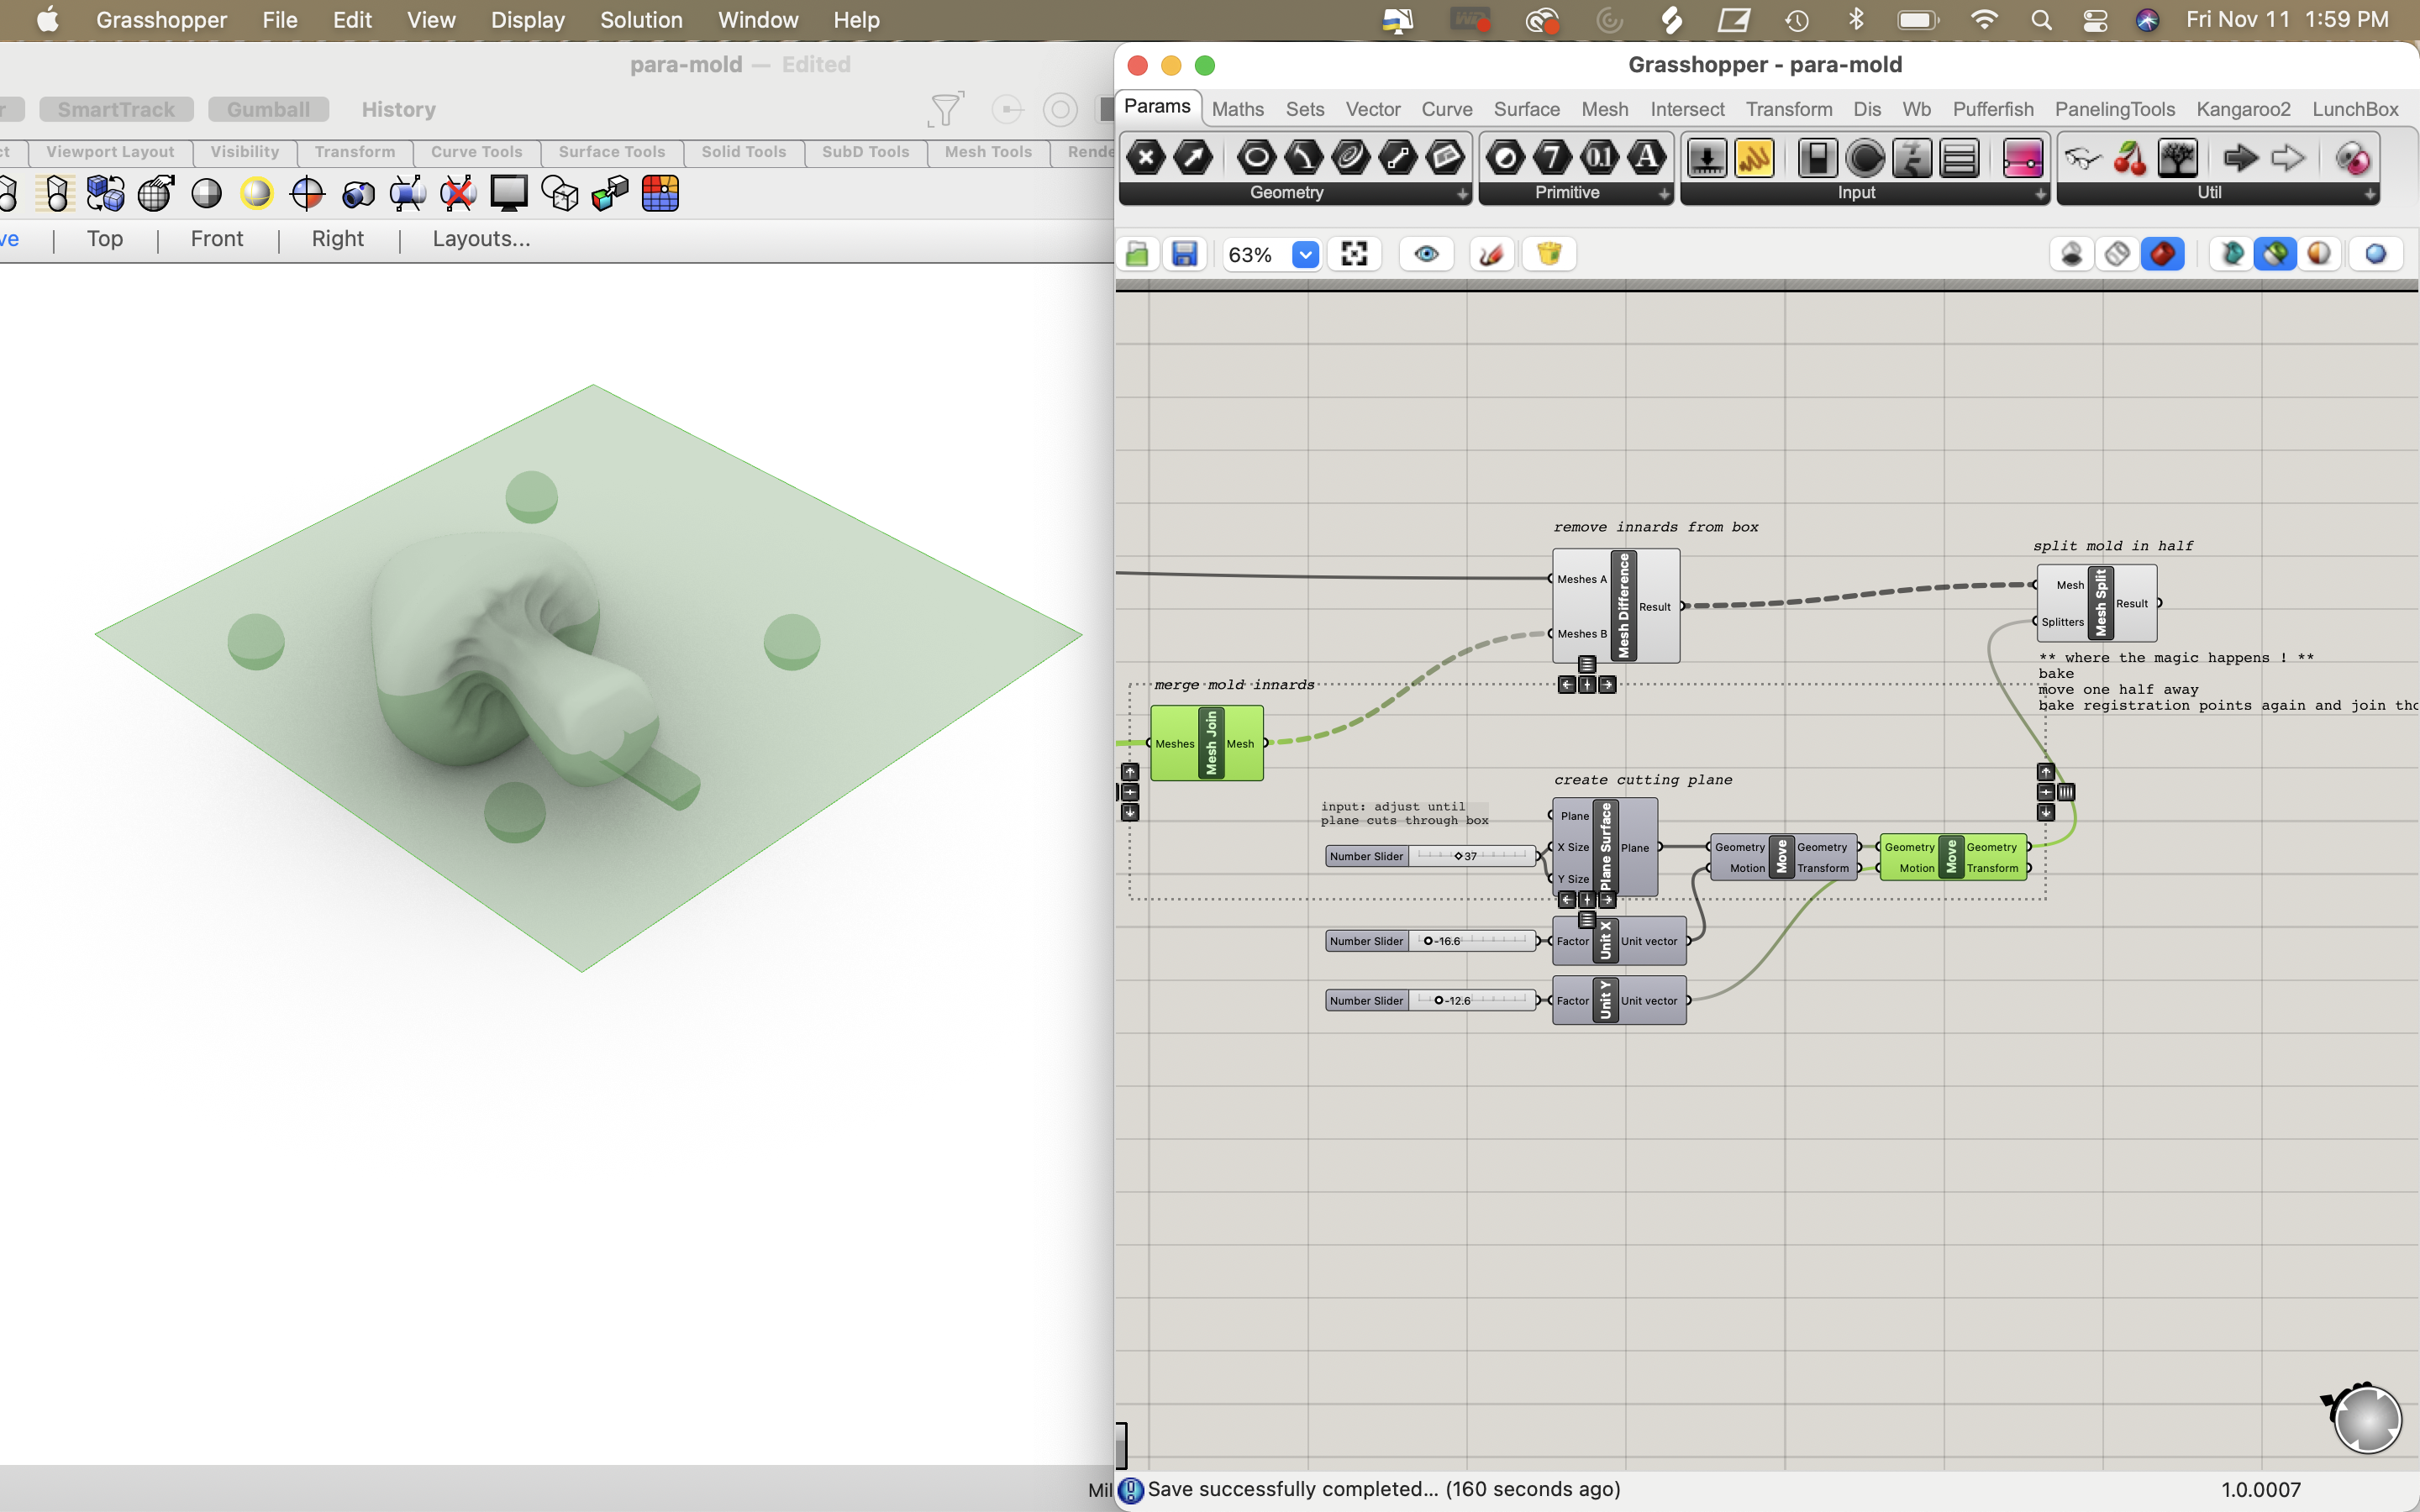 Grasshopper File Edit View Display Solution Window Help
Fri Nov 11 1:59 PM
para-mold — Edited
SmartTrack Gumball History
Viewport Layout Visibility Transform Curve Tools Surface Tools Solid Tools SubD Tools Mesh Tools Rende
Top Front Right Layouts...
Grasshopper - para-mold
Params Maths Sets Vector Curve Surface Mesh Intersect Transform Dis Wb Pufferfish PanelingTools Kangaroo2 LunchBox
Geometry Primitive Input Util
63%
remove innards from box
Meshes A
Meshes B
Mesh Difference
Result
split mold in half
Mesh
Splitters
Mesh Split
Result
** where the magic happens ! **
bake
move one half away
bake registration points again and join tho
merge mold innards
Meshes Mesh Join Mesh
create cutting plane
input: adjust until
plane cuts through box
Plane
X Size
Y Size
Plane Surface
Plane
Number Slider 37
Geometry
Motion
Move
Geometry
Transform
Geometry
Motion
Move
Geometry
Transform
Number Slider -16.6
Factor Unit X Unit vector
Number Slider -12.6
Factor Unit Y Unit vector
Mil
Save successfully completed... (160 seconds ago)
1.0.0007